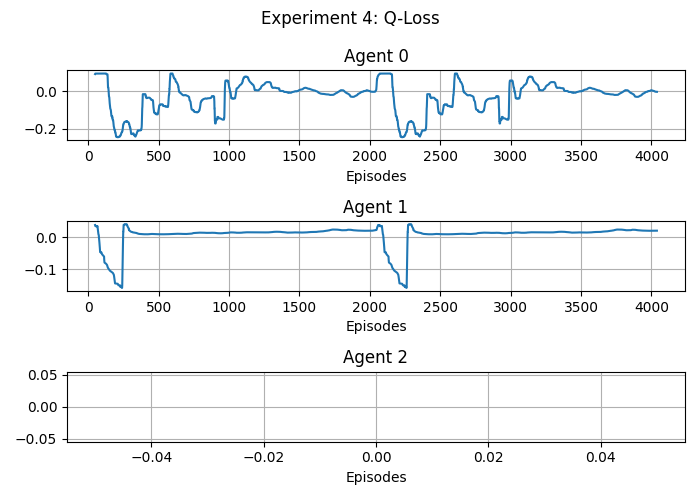 Experiment 4: Q-Loss
Agent 0
0.0
−0.2
0 500 1000 1500 2000 2500 3000 3500 4000
Episodes
Agent 1
0.0
−0.1
0 500 1000 1500 2000 2500 3000 3500 4000
Episodes
Agent 2
0.05
0.00
−0.05
−0.04 −0.02 0.00 0.02 0.04
Episodes